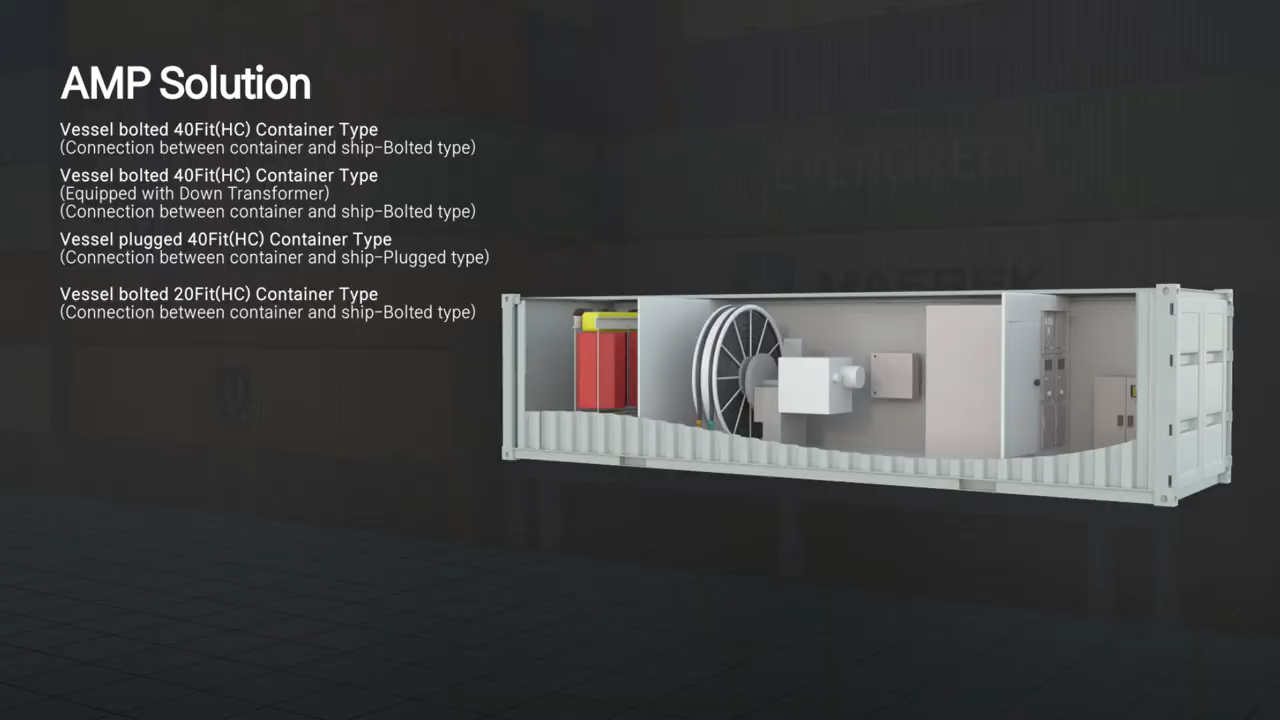 AMP Solution
Vessel bolted 40Fit(HC) Container Type
(Connection between container and ship-Bolted type)
Vessel bolted 40Fit(HC) Container Type
(Equipped with Down Transformer)
(Connection between container and ship-Bolted type)
Vessel plugged 40Fit(HC) Container Type
(Connection between container and ship-Plugged type)
Vessel bolted 20Fit(HC) Container Type
(Connection between container and ship-Bolted type)
EVERGREEN
MAERSK